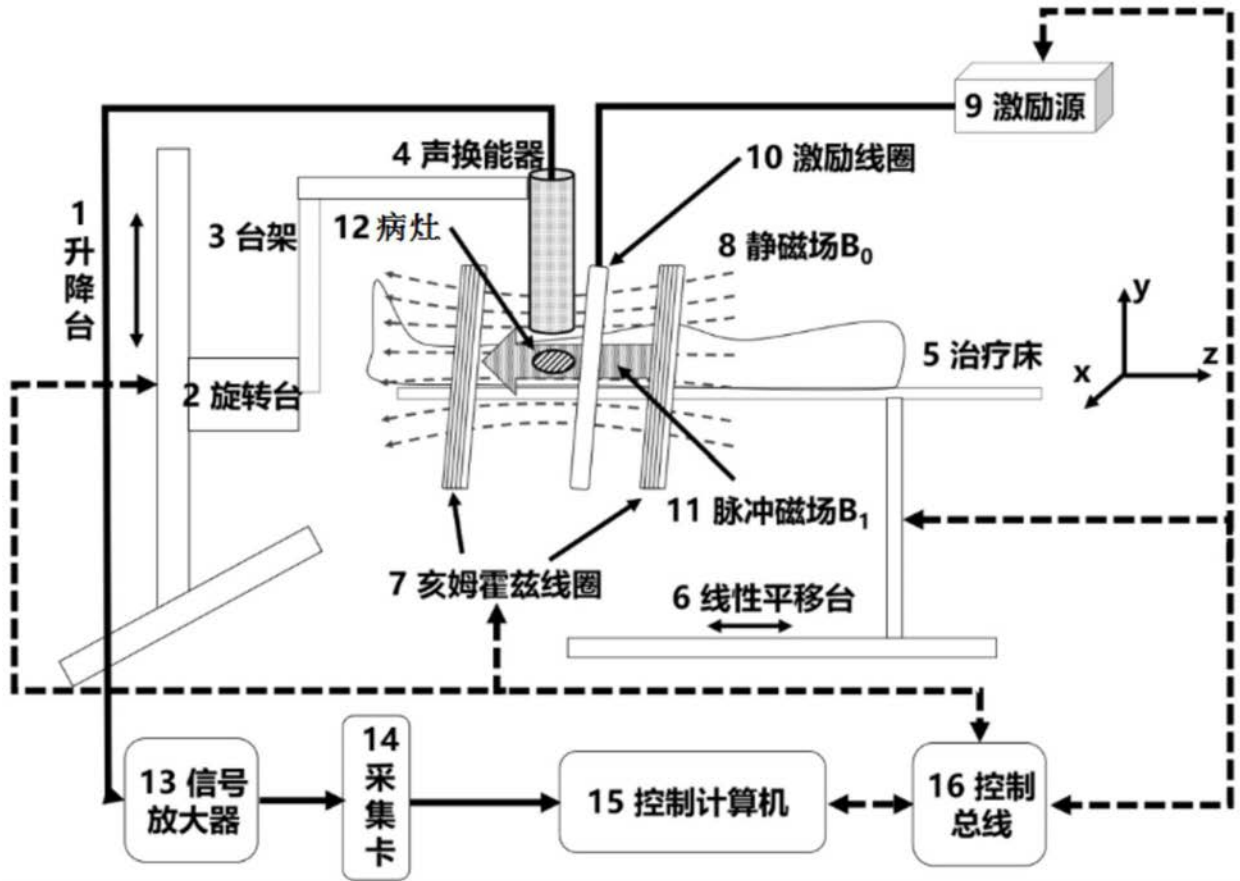 9 激励源
4 声换能器
10 激励线圈
1
升
降
台
3 台架
12 病灶
8 静磁场B₀
y
z
x
5 治疗床
2 旋转台
11 脉冲磁场B₁
7 亥姆霍兹线圈
6 线性平移台
13 信号
放大器
14
采
集
卡
15 控制计算机
16 控制
总线